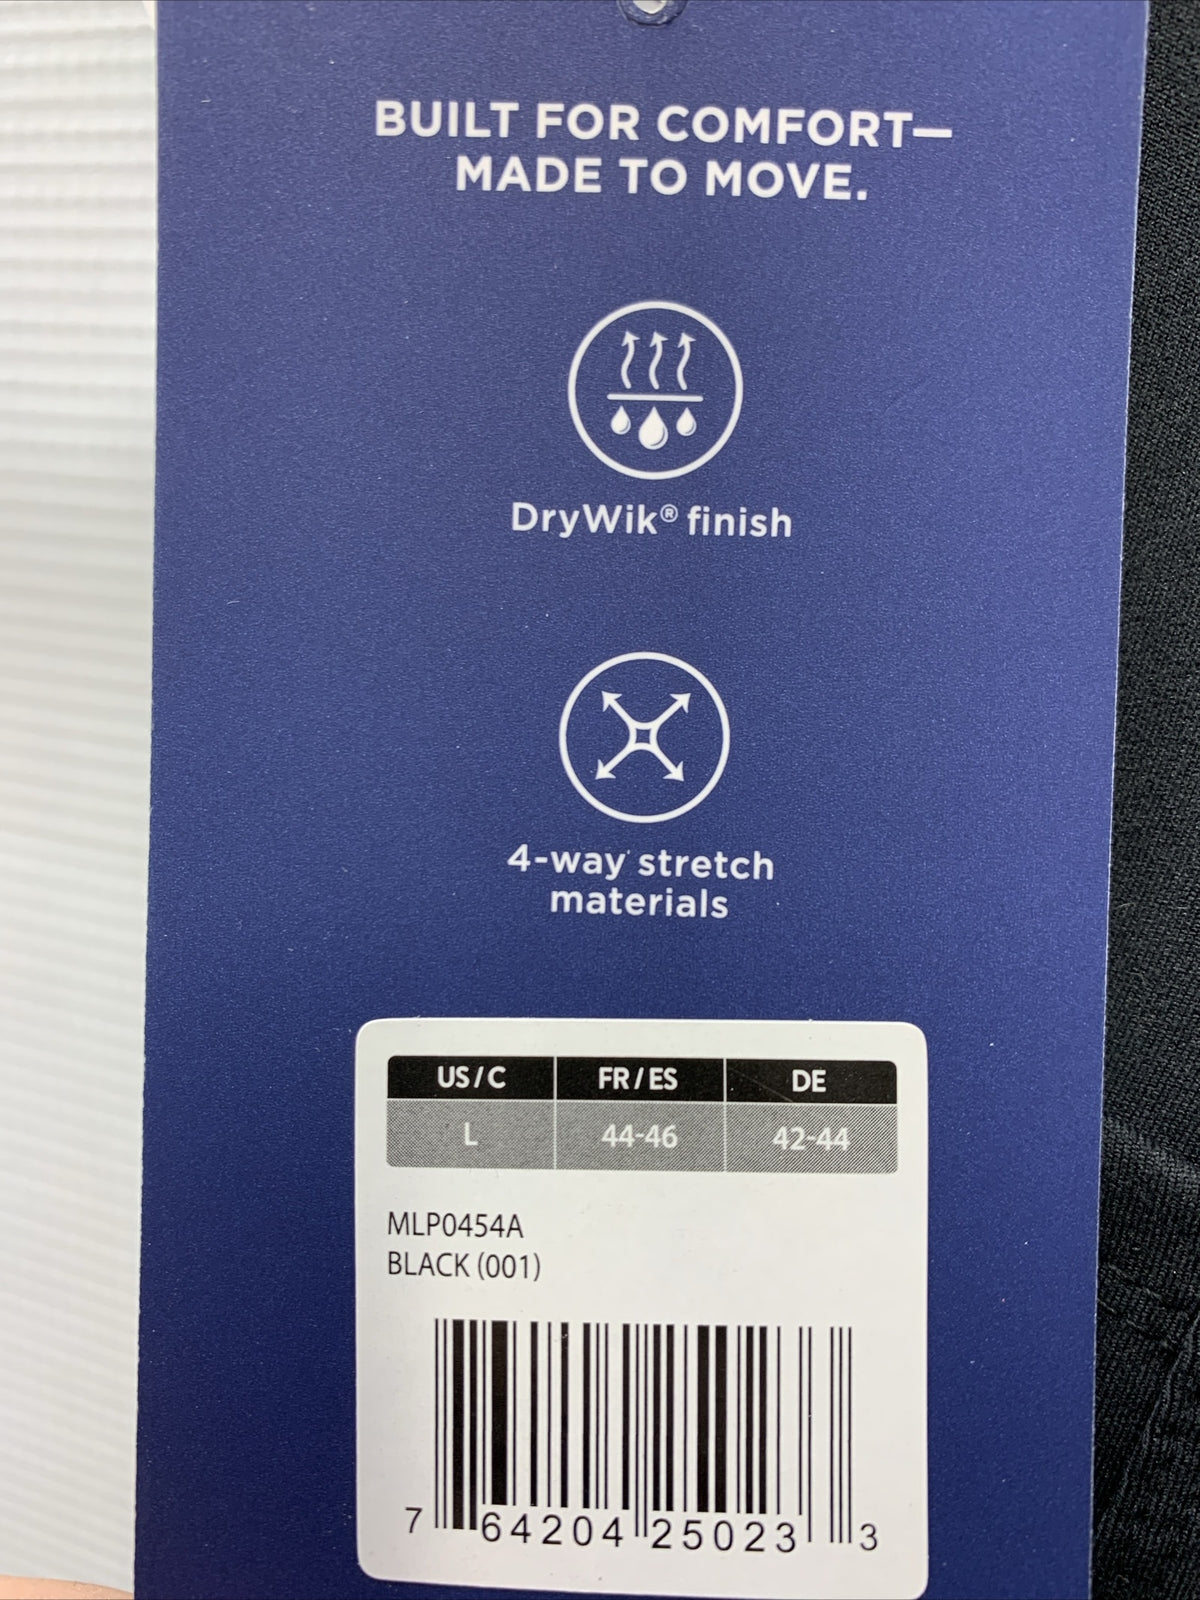 BUILT FOR COMFORT—
MADE TO MOVE.
DryWik® finish
4-way stretch
materials
US / C FR / ES DE
L 44-46 42-44
MLP0454A
BLACK (001)
7 64204 25023 3